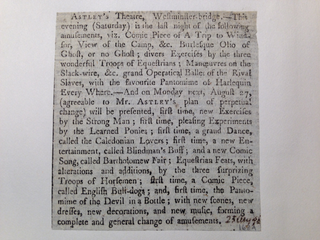 ASTLEY's Theatre, Westminster-bridge.—This
evening (Saturday) is the last night of the following
amusements, viz. Comic Piece of A Trip to Wind-
for, View of the Camp, &c. Burlesque Olio of
Ghost, or no Ghost; divers Exercises by the three
wonderful Troops of Equestrians; Manœuvres on the
Slack-wire, &c. grand Operatical Ballet of the Rival
Slaves, with the favourite Pantomime of Harlequin
Every Where.—And on Monday next, August 27,
(agreeable to Mr. ASTLEY's plan of perpetual
change) will be presented, first time, new Exercises
by the Strong Man; first time, pleasing Experiments
by the Learned Ponies; first time, a grand Dance,
called the Caledonian Lovers; first time, a new En-
tertainment, called Blindman's Buff; and a new Comic
Song, called Bartholomew Fair; Equestrian Feats, with
alterations and additions, by the three surprizing
Troops of Horsemen; first time, a Comic Piece,
called English Bull-dogs; and, first time, the Panto-
mime of the Devil in a Bottle; with new scenes, new
dresses, new decorations, and new music, forming a
complete and general change of amusements.